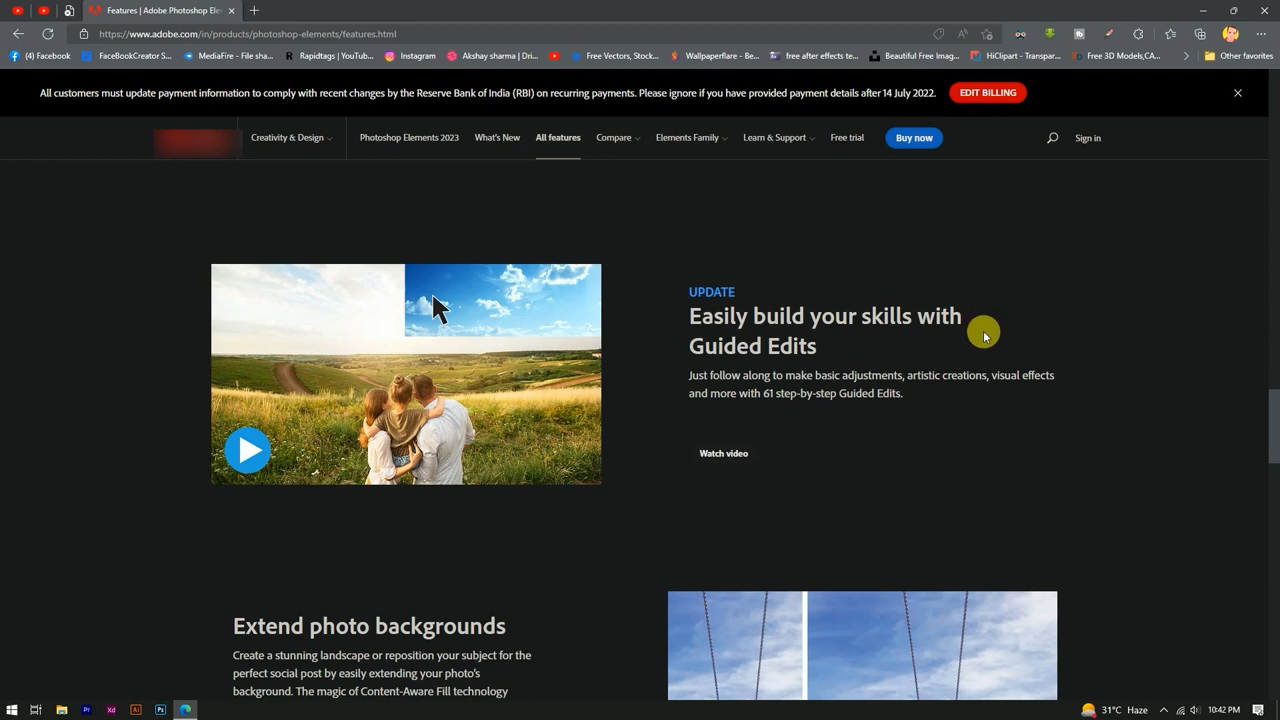 Features | Adobe Photoshop Ele
https://www.adobe.com/in/products/photoshop-elements/features.html
(4) Facebook
FaceBookCreator S...
MediaFire - File sha...
Rapidtags | YouTub...
Instagram
Akshay sharma | Dri...
Free Vectors, Stock...
Wallpaperflare - Be...
free after effects te...
Beautiful Free Imag...
HiClipart - Transpar...
Free 3D Models,CA...
Other favorites
All customers must update payment information to comply with recent changes by the Reserve Bank of India (RBI) on recurring payments. Please ignore if you have provided payment details after 14 July 2022.
EDIT BILLING
Creativity & Design
Photoshop Elements 2023
What's New
All features
Compare
Elements Family
Learn & Support
Free trial
Buy now
Sign in
UPDATE
Easily build your skills with
Guided Edits
Just follow along to make basic adjustments, artistic creations, visual effects
and more with 61 step-by-step Guided Edits.
Watch video
Extend photo backgrounds
Create a stunning landscape or reposition your subject for the
perfect social post by easily extending your photo's
background. The magic of Content-Aware Fill technology
Pr
Xd
Ai
Ps
31°C Haze
10:42 PM